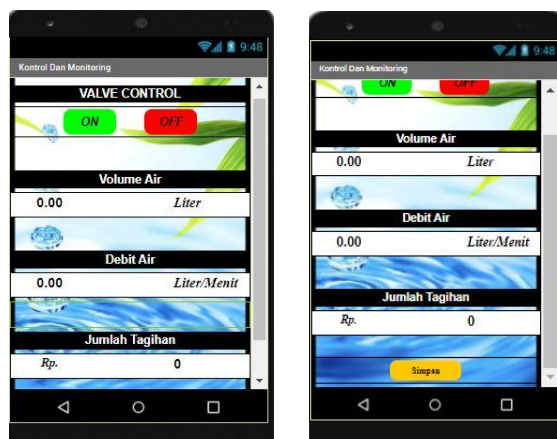 9:48
Kontrol Dan Monitoring
VALVE CONTROL
ON OFF
Volume Air
0.00 Liter
Debit Air
0.00 Liter/Menit
Jumlah Tagihan
Rp. 0
9:48
Kontrol Dan Monitoring
ON OFF
Volume Air
0.00 Liter
Debit Air
0.00 Liter/Menit
Jumlah Tagihan
Rp. 0
Simpan